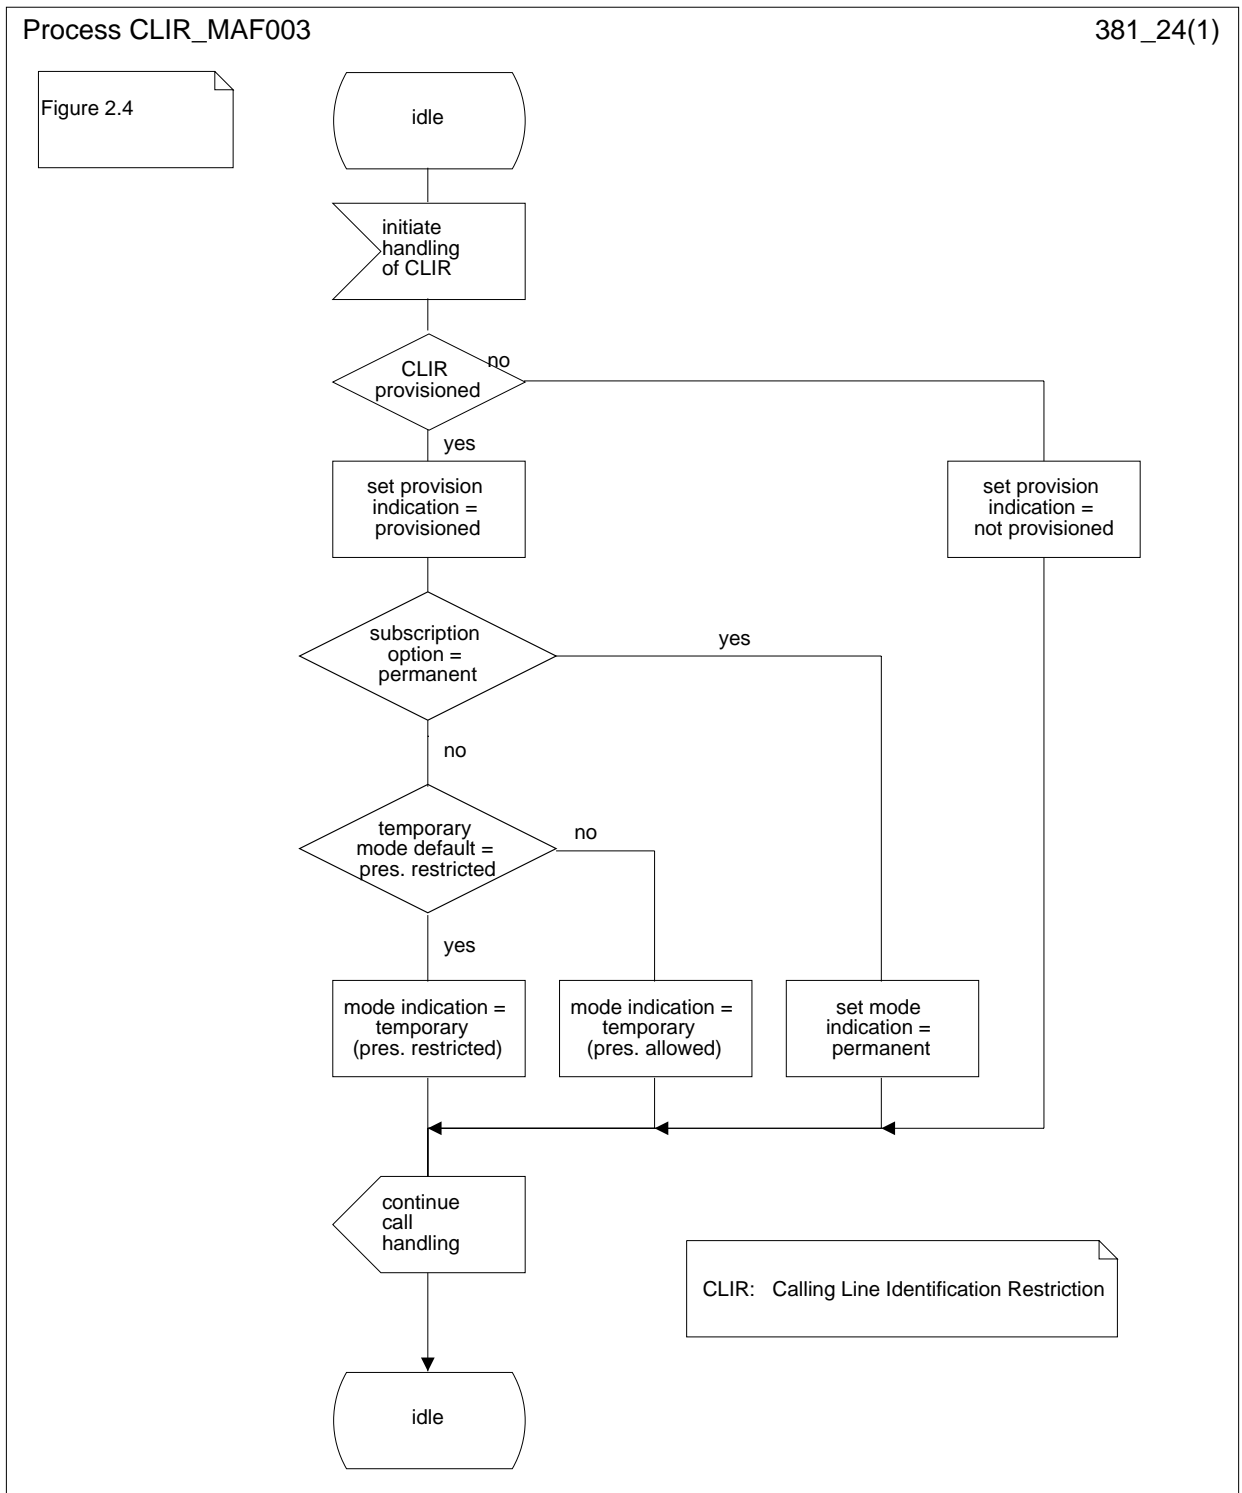 Process CLIR_MAF003
381_24(1)
Figure 2.4
idle
initiate
handling
of CLIR
CLIR
provisioned
no
yes
set provision
indication =
provisioned
set provision
indication =
not provisioned
subscription
option =
permanent
yes
no
temporary
mode default =
pres. restricted
no
yes
mode indication =
temporary
(pres. restricted)
mode indication =
temporary
(pres. allowed)
set mode
indication =
permanent
continue
call
handling
CLIR: Calling Line Identification Restriction
idle